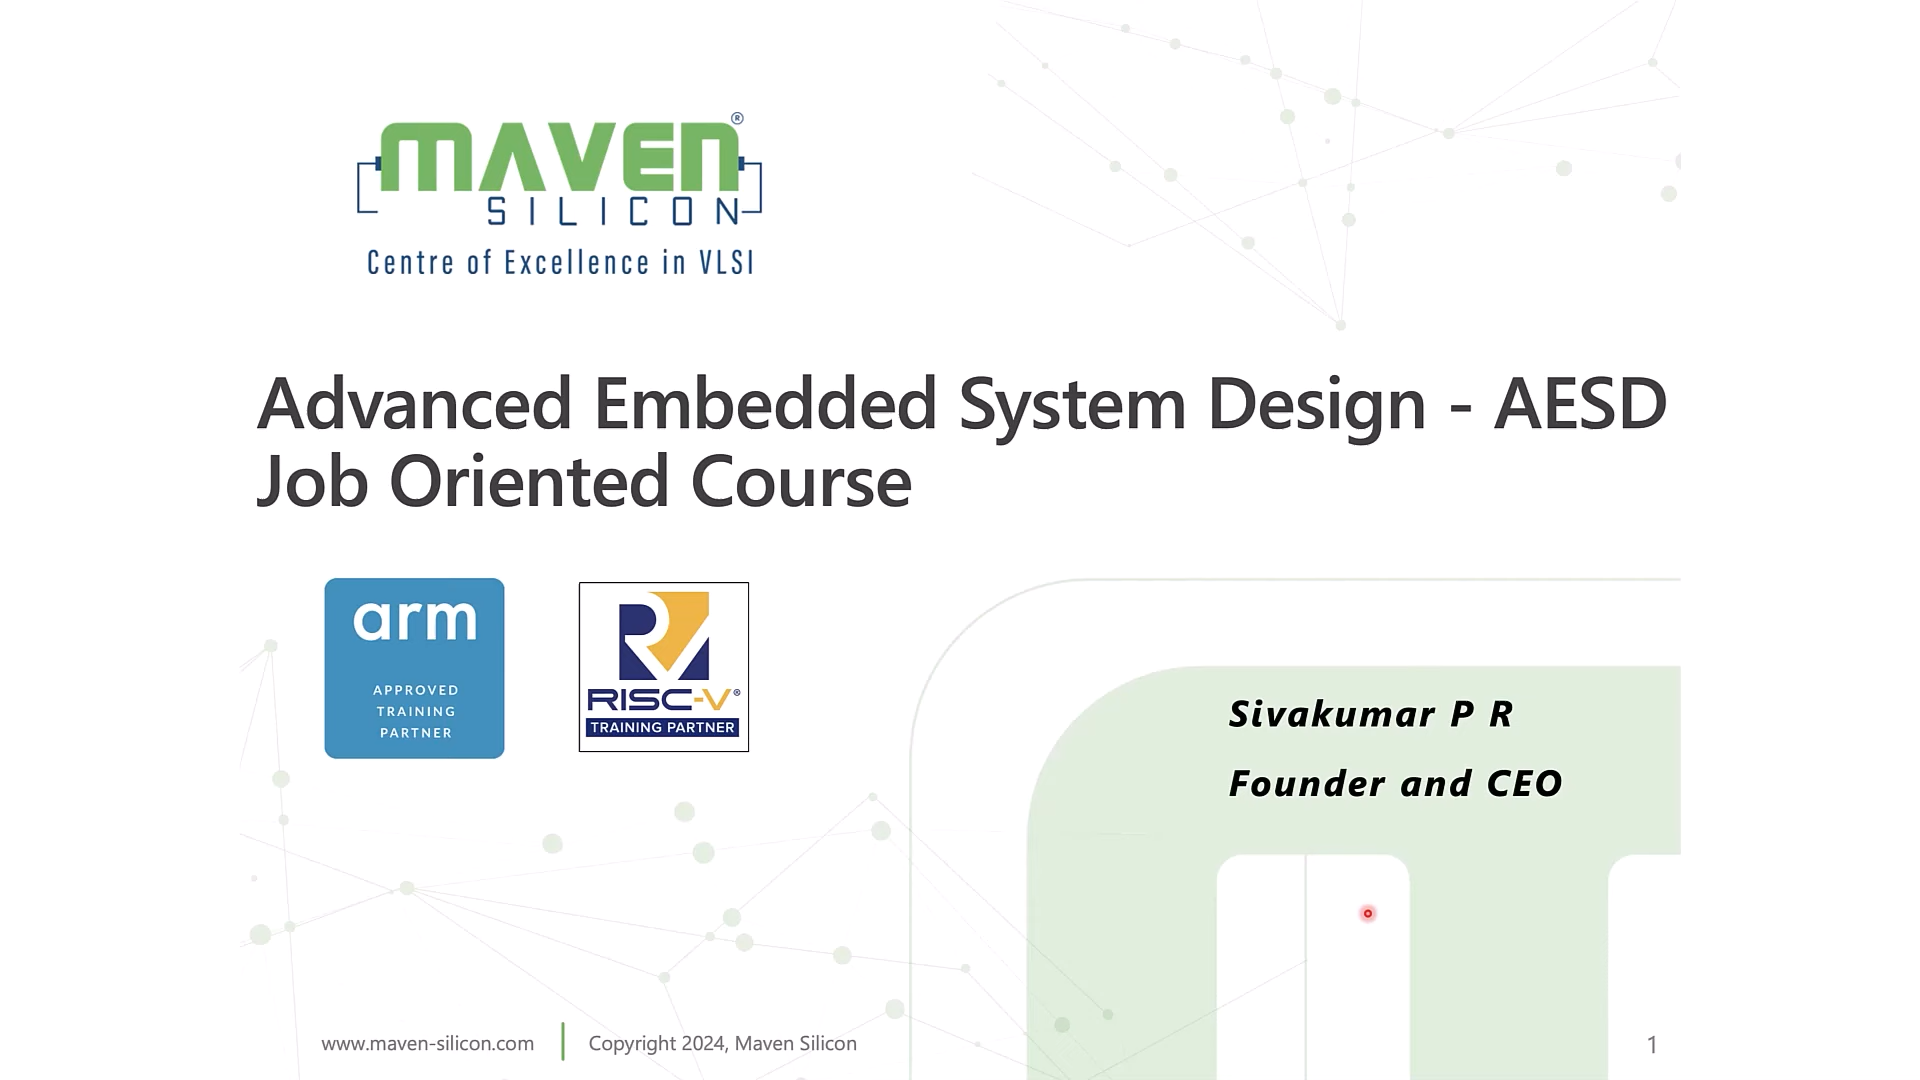 MAVEN®
SILICON
Centre of Excellence in VLSI
Advanced Embedded System Design - AESD
Job Oriented Course
arm
APPROVED
TRAINING
PARTNER
RISC-V®
TRAINING PARTNER
Sivakumar P R
Founder and CEO
www.maven-silicon.com
Copyright 2024, Maven Silicon
1